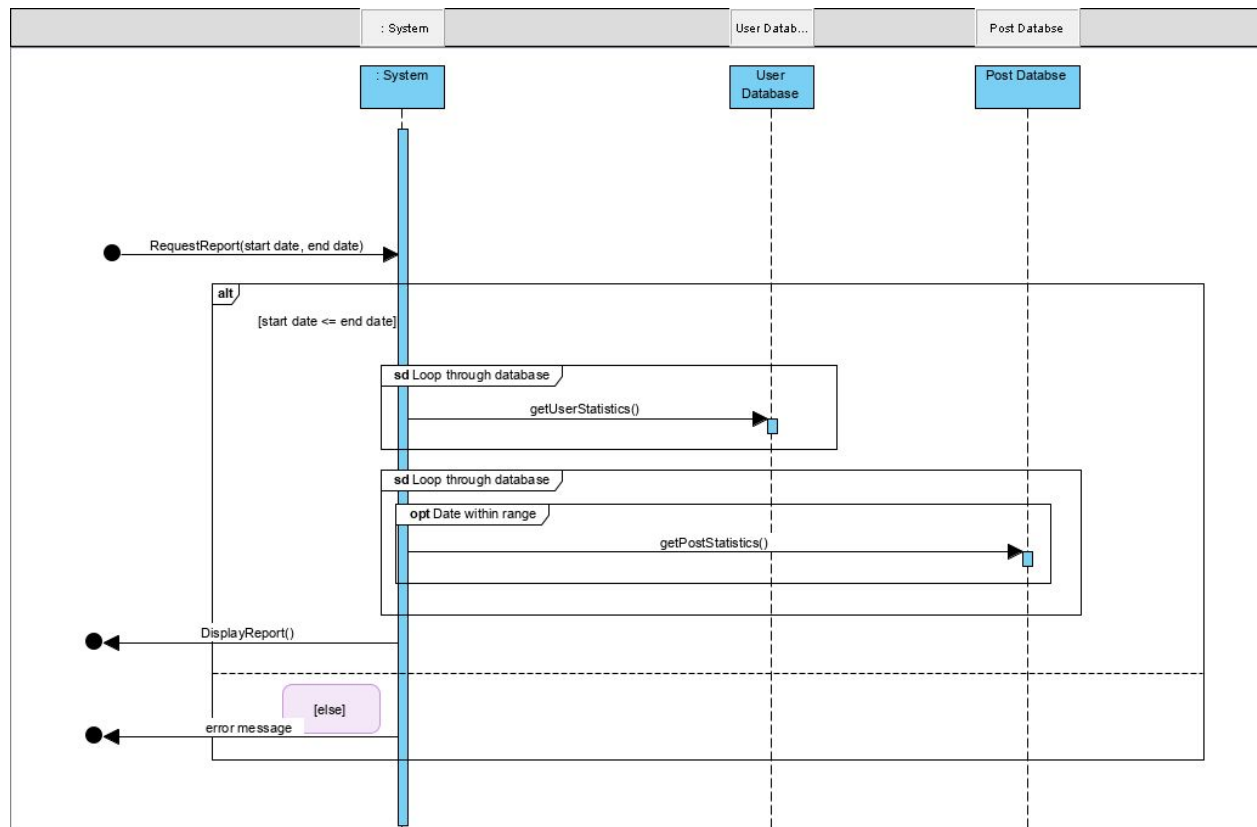 : System
User Datab...
Post Databse
: System
User
Database
Post Databse
RequestReport(start date, end date)
alt
[start date <= end date]
sd Loop through database
getUserStatistics()
sd Loop through database
opt Date within range
getPostStatistics()
DisplayReport()
[else]
error message